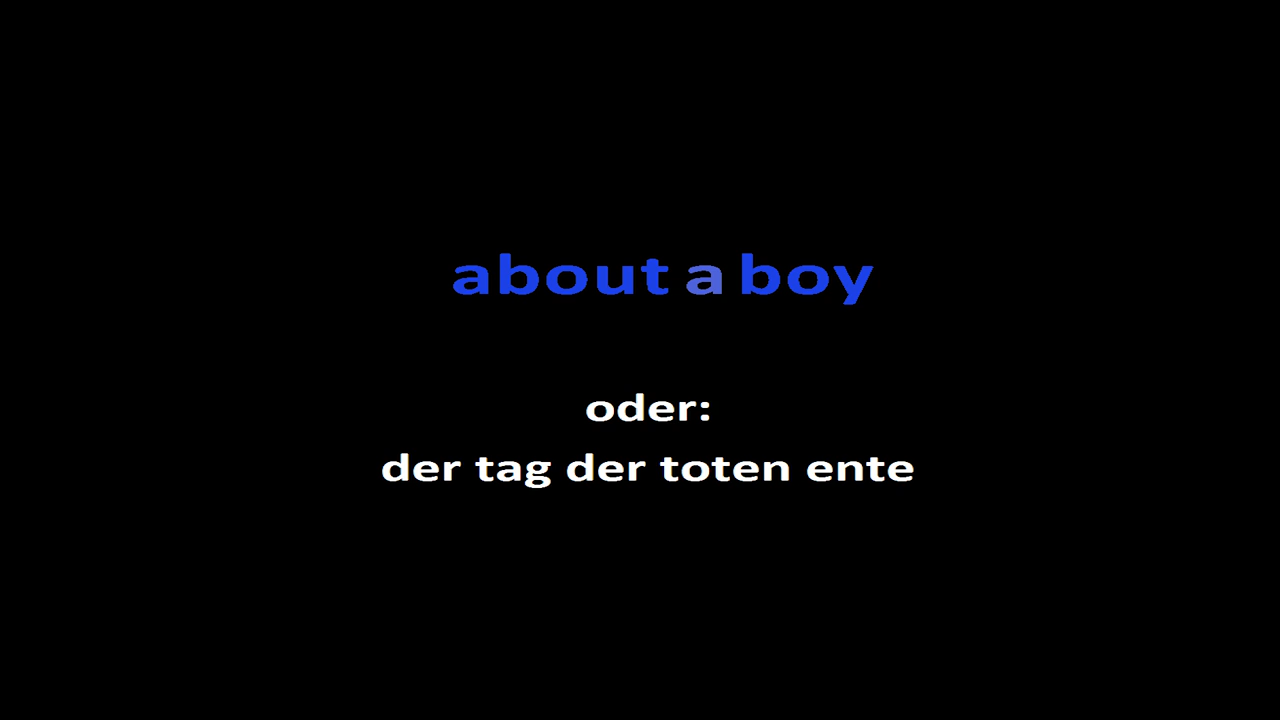 about a boy
oder:
der tag der toten ente